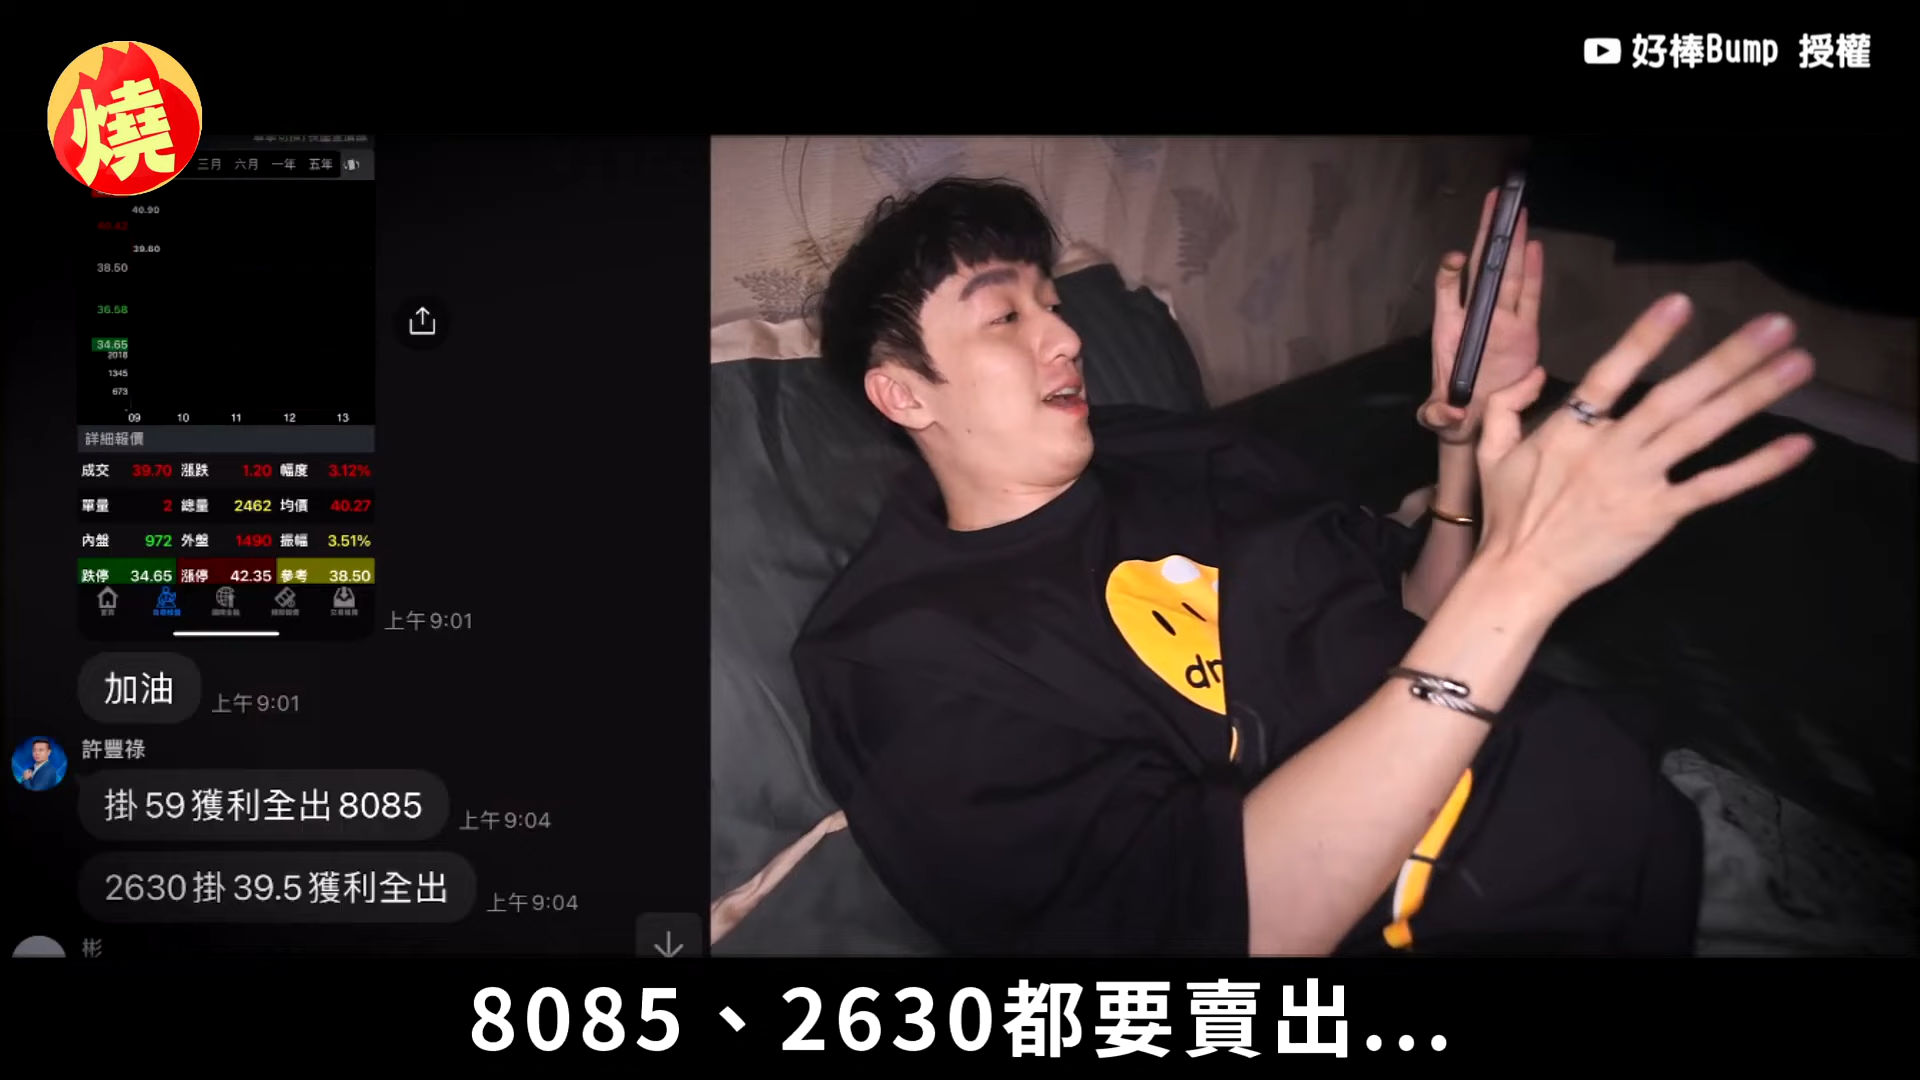 燒
好棒Bump 授權
三月 六月 一年 五年
40.90
40.42
39.80
38.50
36.58
34.65
2018
1345
673
09 10 11 12 13
詳細報價
成交 39.70 漲跌 1.20 幅度 3.12%
單量 2 總量 2462 均價 40.27
內盤 972 外盤 1490 振幅 3.51%
跌停 34.65 漲停 42.35 參考 38.50
上午9:01
加油 上午9:01
許豐祿
掛59獲利全出8085 上午9:04
2630掛39.5獲利全出 上午9:04
彬
dr
8085、2630都要賣出...